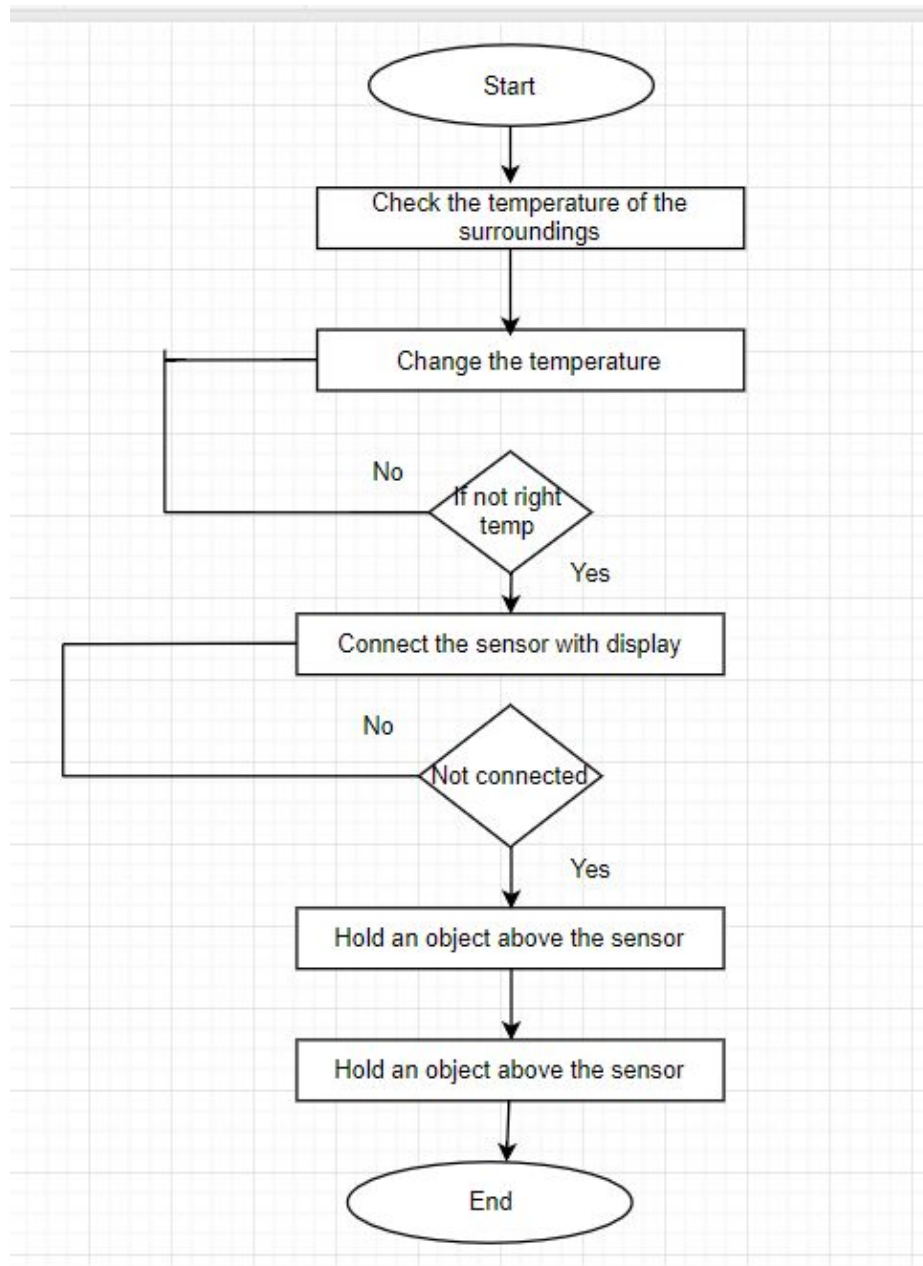 Start
Check the temperature of the
surroundings
Change the temperature
No
If not right
temp
Yes
Connect the sensor with display
No
Not connected
Yes
Hold an object above the sensor
Hold an object above the sensor
End